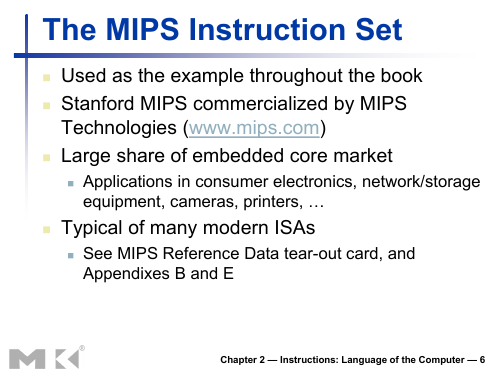 The MIPS Instruction Set
Used as the example throughout the book
Stanford MIPS commercialized by MIPS
Technologies (www.mips.com)
Large share of embedded core market
Applications in consumer electronics, network/storage
equipment, cameras, printers, …
Typical of many modern ISAs
See MIPS Reference Data tear-out card, and
Appendixes B and E
MK®
Chapter 2 — Instructions: Language of the Computer — 6